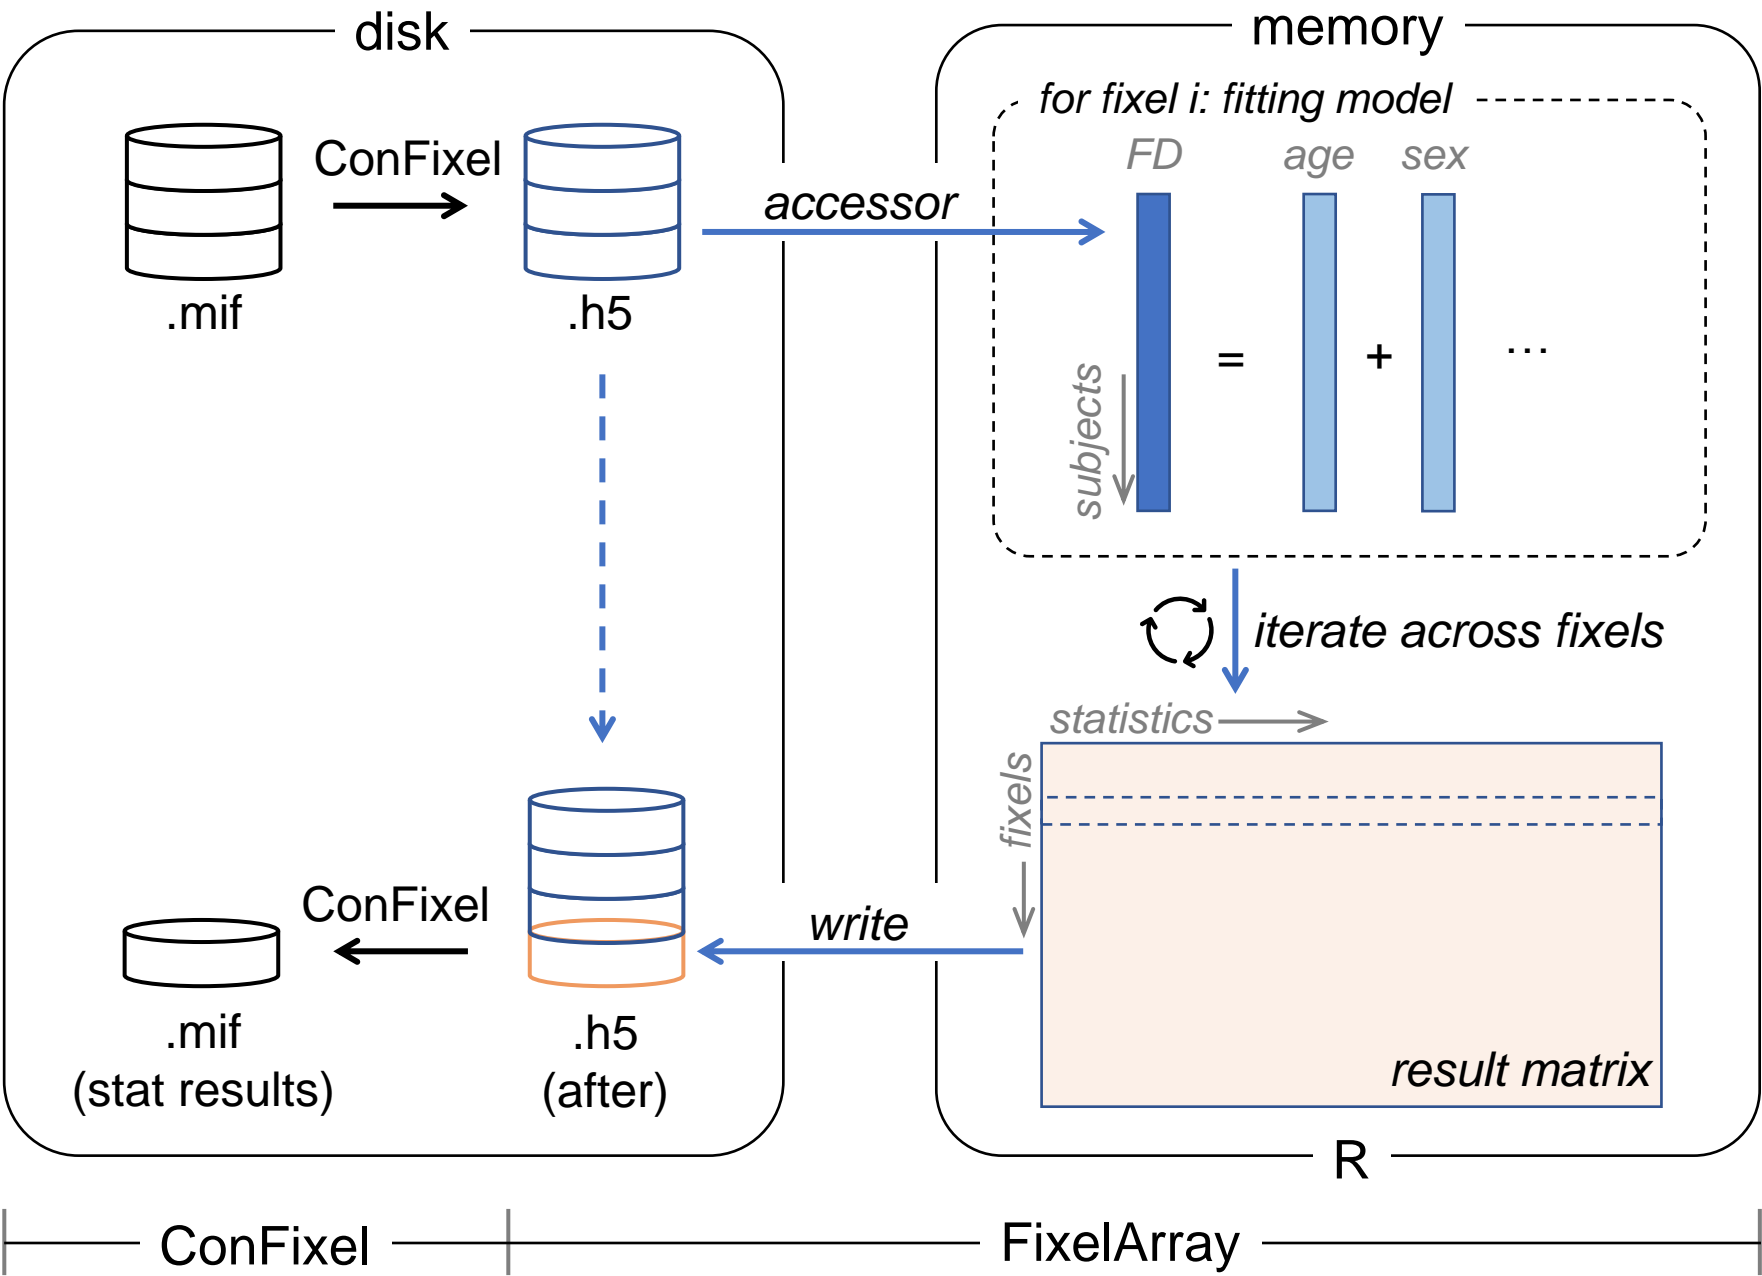 disk
memory
for fixel i: fitting model
ConFixel
FD
age
sex
accessor
.mif
.h5
=
+
...
subjects
iterate across fixels
statistics
fixels
ConFixel
write
.mif
(stat results)
.h5
(after)
result matrix
R
ConFixel
FixelArray